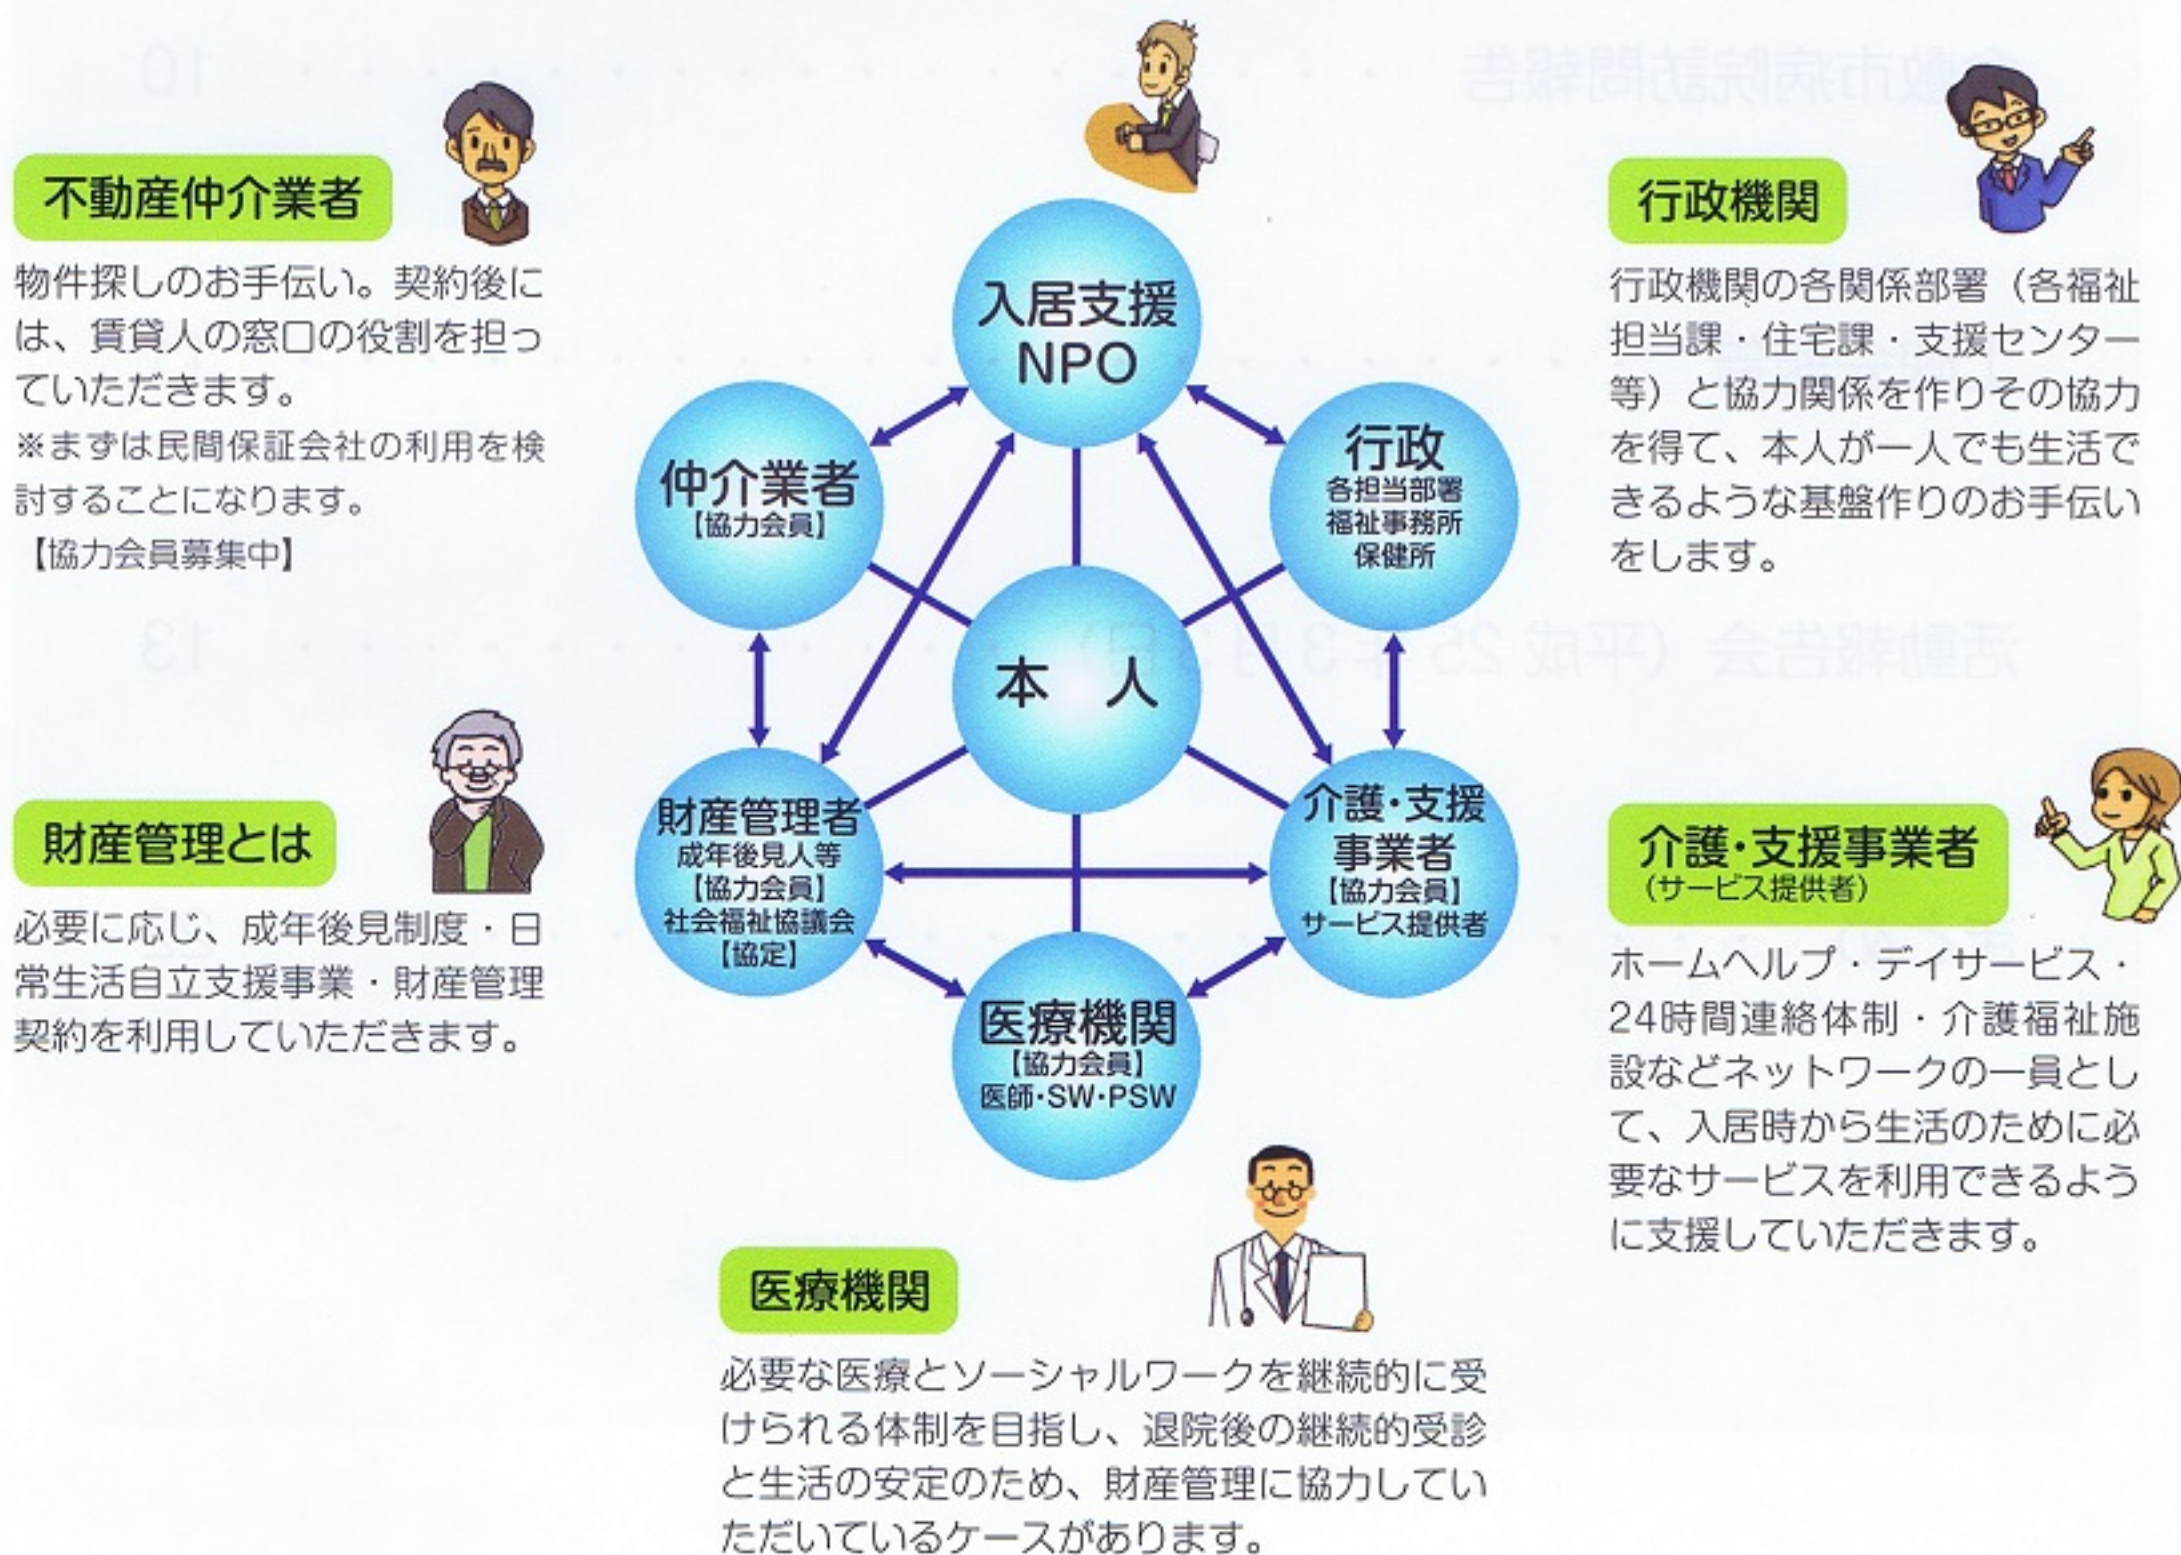 不動産仲介業者
物件探しのお手伝い。契約後に
は、賃貸人の窓口の役割を担っ
ていただきます。
※まずは民間保証会社の利用を検
討することになります。
【協力会員募集中】
財産管理とは
必要に応じ、成年後見制度・日
常生活自立支援事業・財産管理
契約を利用していただきます。
入居支援
NPO
仲介業者
【協力会員】
行政
各担当部署
福祉事務所
保健所
本 人
財産管理者
成年後見人等
【協力会員】
社会福祉協議会
【協定】
介護・支援
事業者
【協力会員】
サービス提供者
医療機関
【協力会員】
医師・SW・PSW
行政機関
行政機関の各関係部署（各福祉
担当課・住宅課・支援センター
等）と協力関係を作りその協力
を得て、本人が一人でも生活で
きるような基盤作りのお手伝い
をします。
介護・支援事業者
（サービス提供者）
ホームヘルプ・デイサービス・
24時間連絡体制・介護福祉施
設などネットワークの一員とし
て、入居時から生活のために必
要なサービスを利用できるよう
に支援していただきます。
医療機関
必要な医療とソーシャルワークを継続的に受
けられる体制を目指し、退院後の継続的受診
と生活の安定のため、財産管理に協力してい
ただいているケースがあります。